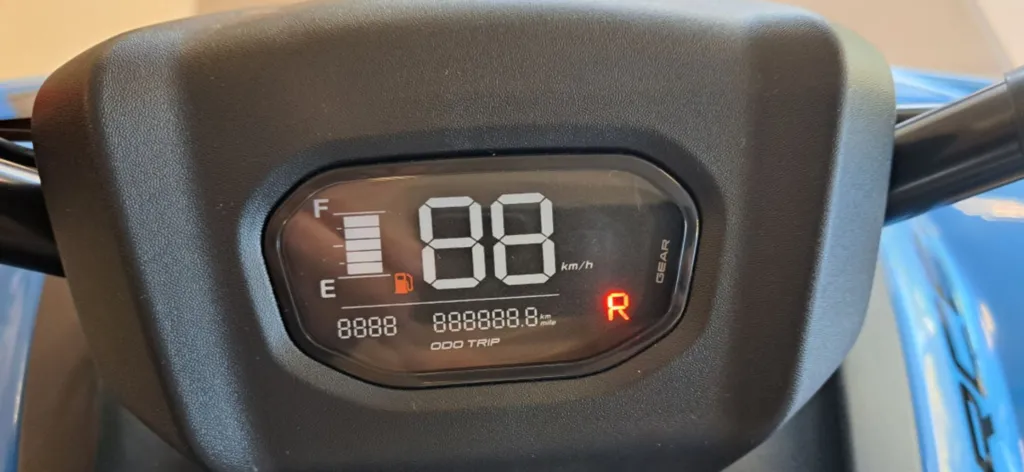 F
88
km/h
E
GEAR
R
8888
888888.8
km
mile
ODO TRIP